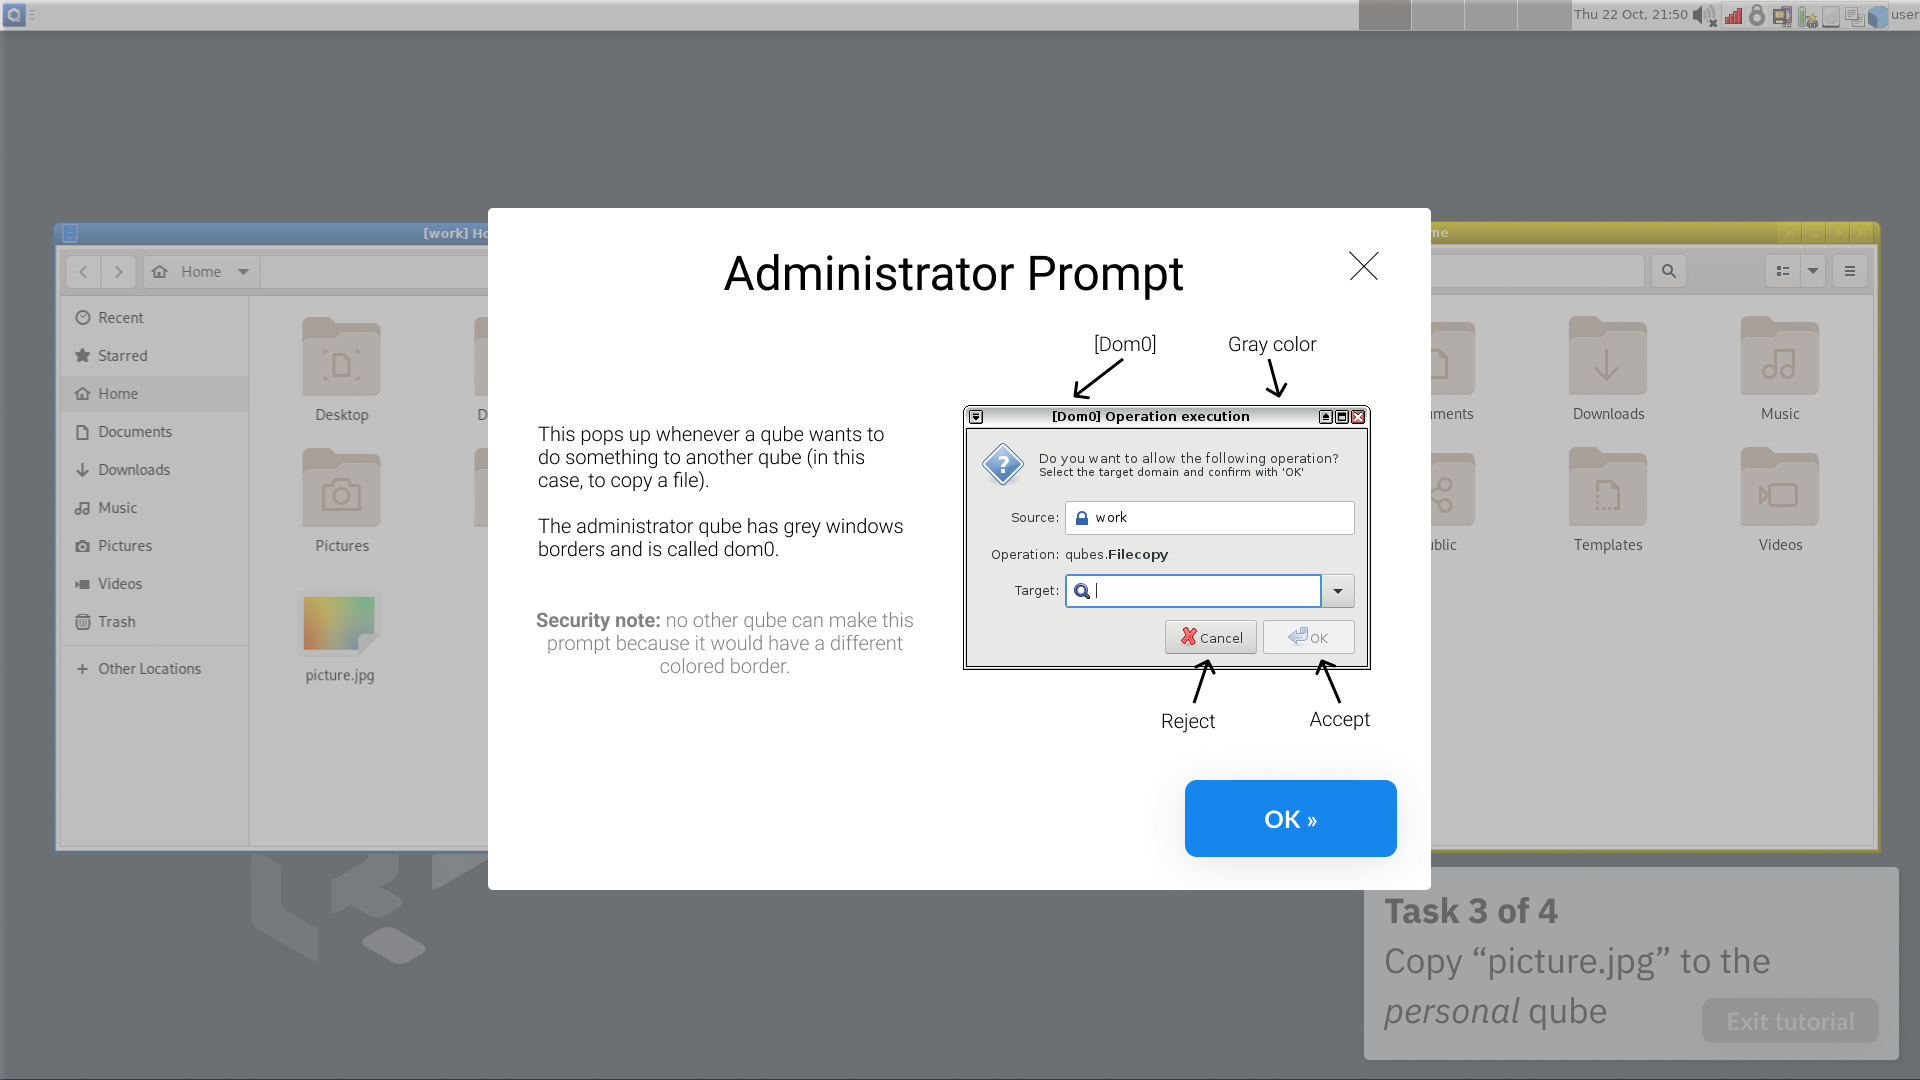 Thu 22 Oct, 21:50
user
[work] Ho
me
Home
Recent
Starred
Home
Documents
Downloads
Music
Pictures
Videos
Trash
Other Locations
Desktop
D
Pictures
picture.jpg
Administrator Prompt
This pops up whenever a qube wants to
do something to another qube (in this
case, to copy a file).
The administrator qube has grey windows
borders and is called dom0.
Security note: no other qube can make this
prompt because it would have a different
colored border.
[Dom0]
Gray color
[Dom0] Operation execution
Do you want to allow the following operation?
Select the target domain and confirm with 'OK'
Source: work
Operation: qubes.Filecopy
Target:
Cancel
OK
Reject
Accept
OK »
ments
Downloads
Music
blic
Templates
Videos
Task 3 of 4
Copy “picture.jpg” to the
personal qube
Exit tutorial